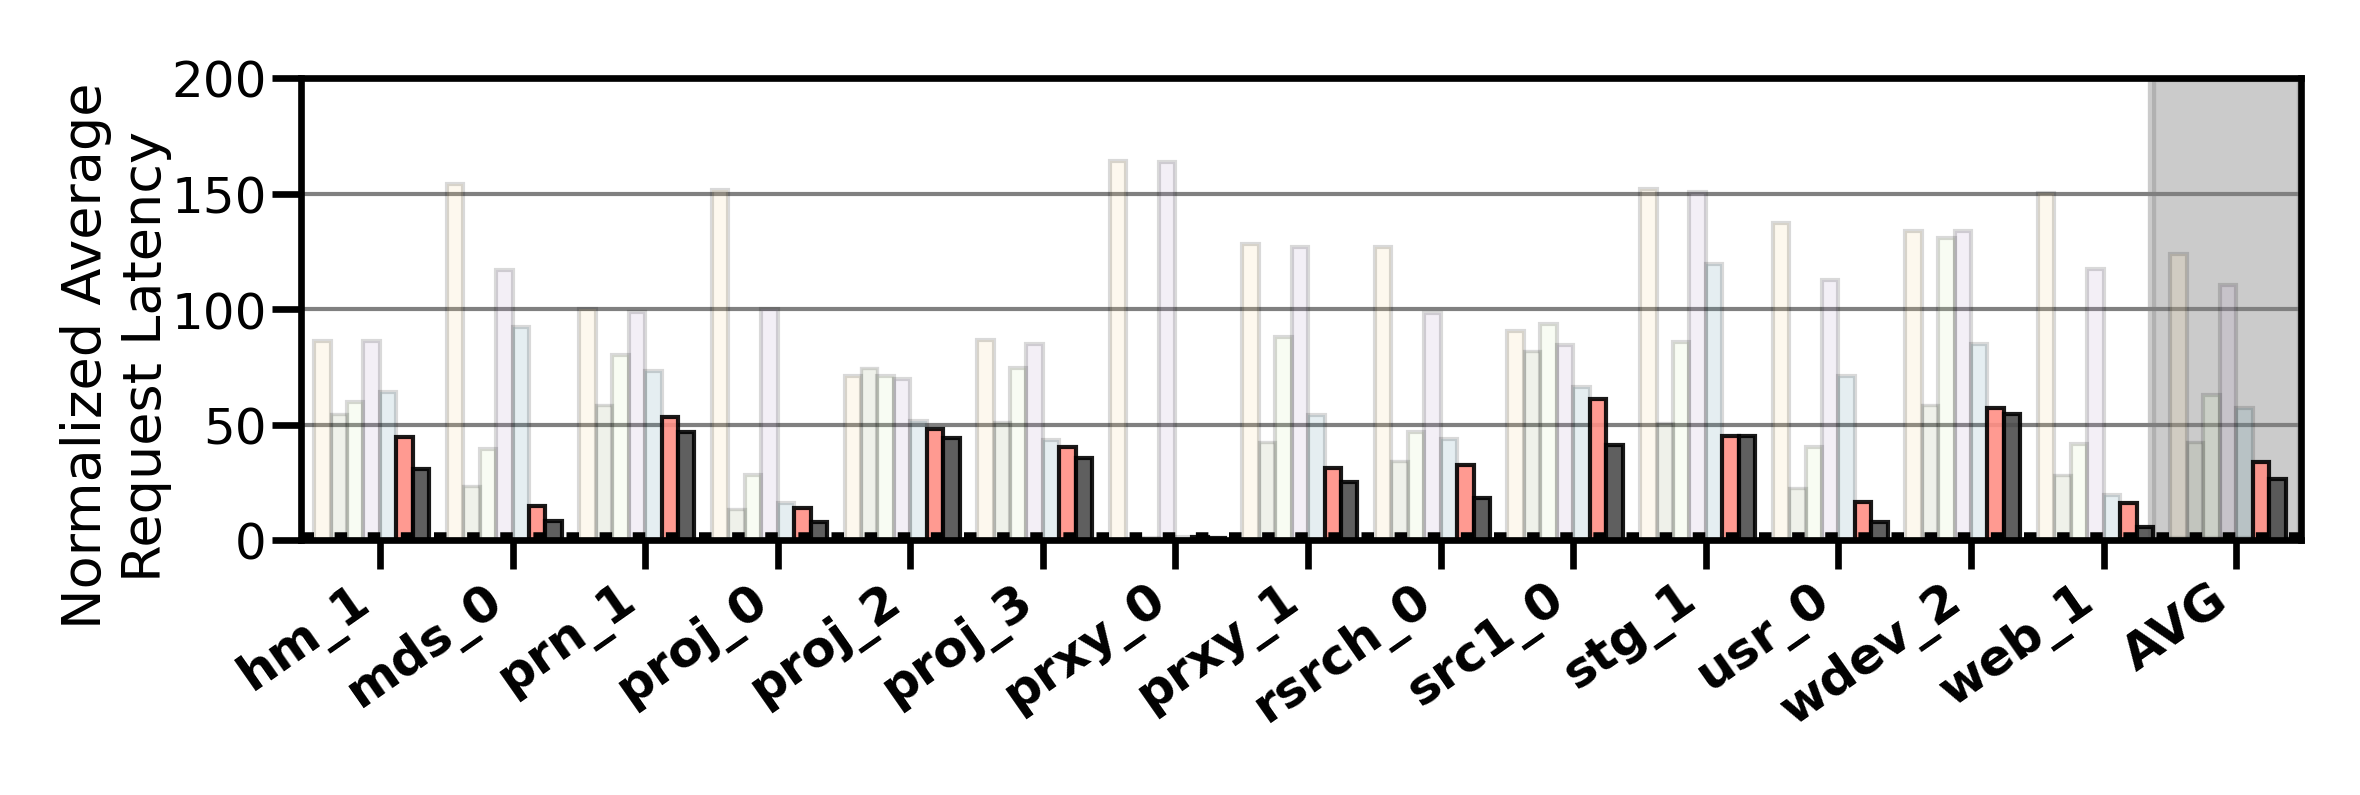 Normalized Average
Request Latency
200
150
100
50
0
hm_1
mds_0
prn_1
proj_0
proj_2
proj_3
prxy_0
prxy_1
rsrch_0
src1_0
stg_1
usr_0
wdev_2
web_1
AVG